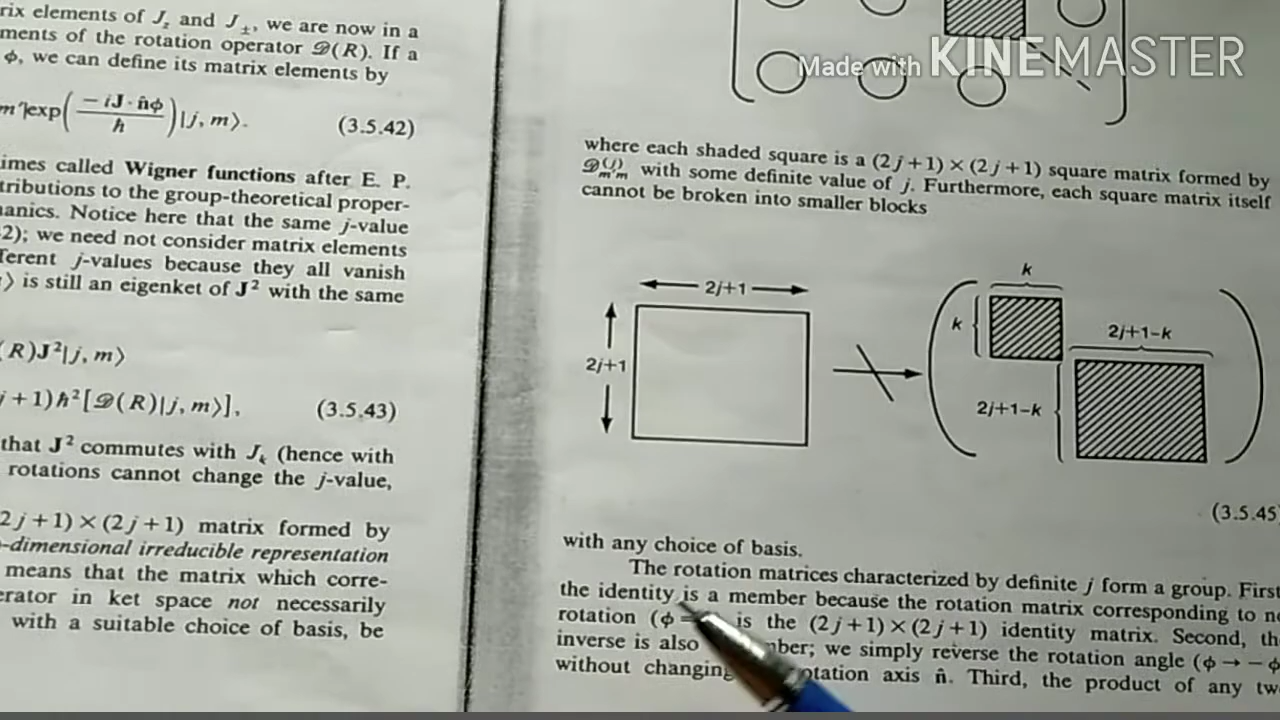 rix elements of J_z and J_±, we are now in a
ments of the rotation operator 𝒟(R). If a
ϕ, we can define its matrix elements by
m'|exp(−iJ·n̂ϕ/ħ)|j, m⟩. (3.5.42)
imes called Wigner functions after E. P.
tributions to the group-theoretical proper-
anics. Notice here that the same j-value
2); we need not consider matrix elements
ferent j-values because they all vanish
⟩ is still an eigenket of J² with the same
(R)J²|j, m⟩
j + 1)ħ²[𝒟(R)|j, m⟩], (3.5.43)
that J² commutes with J_k (hence with
rotations cannot change the j-value,
2j+1)×(2j+1) matrix formed by
-dimensional irreducible representation
means that the matrix which corre-
erator in ket space not necessarily
with a suitable choice of basis, be
Made with KINEMASTER
where each shaded square is a (2j+1)×(2j+1) square matrix formed by
𝒟^(j)_m'm with some definite value of j. Furthermore, each square matrix itself
cannot be broken into smaller blocks
k
2j+1
k
2j+1−k
2j+1
2j+1−k
(3.5.45
with any choice of basis.
The rotation matrices characterized by definite j form a group. First
the identity is a member because the rotation matrix corresponding to no
rotation (ϕ = is the (2j+1)×(2j+1) identity matrix. Second, the
inverse is also mber; we simply reverse the rotation angle (ϕ → −ϕ
without changing otation axis n̂. Third, the product of any tw